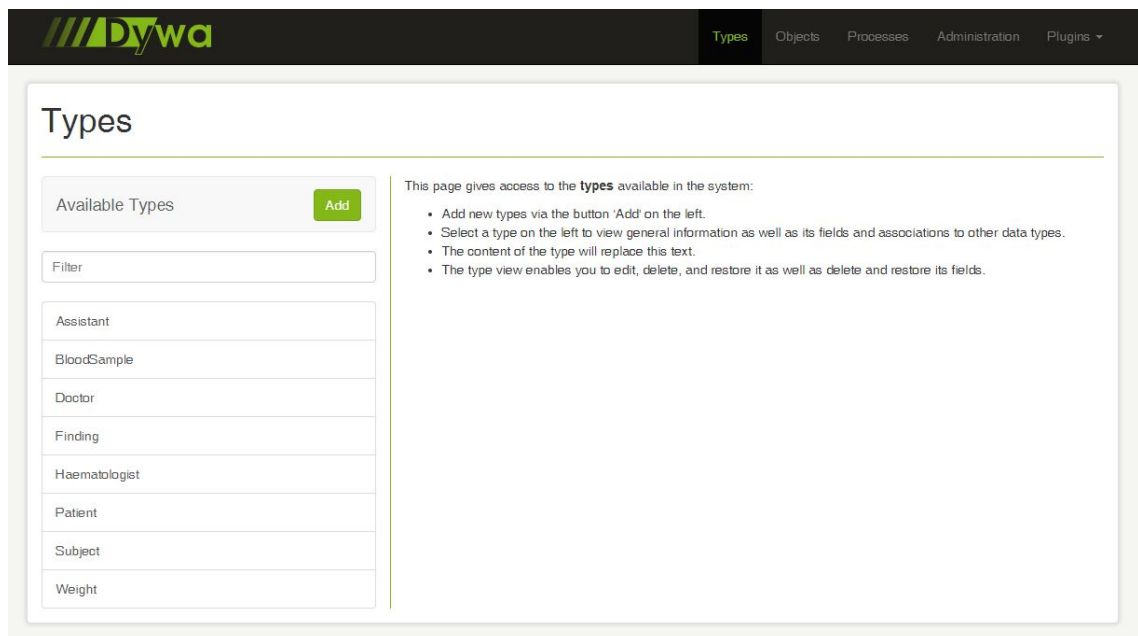 Dywa
Types Objects Processes Administration Plugins
Types
Available Types Add
Filter
Assistant
BloodSample
Doctor
Finding
Haematologist
Patient
Subject
Weight
This page gives access to the types available in the system:
• Add new types via the button 'Add' on the left.
• Select a type on the left to view general information as well as its fields and associations to other data types.
• The content of the type will replace this text.
• The type view enables you to edit, delete, and restore it as well as delete and restore its fields.